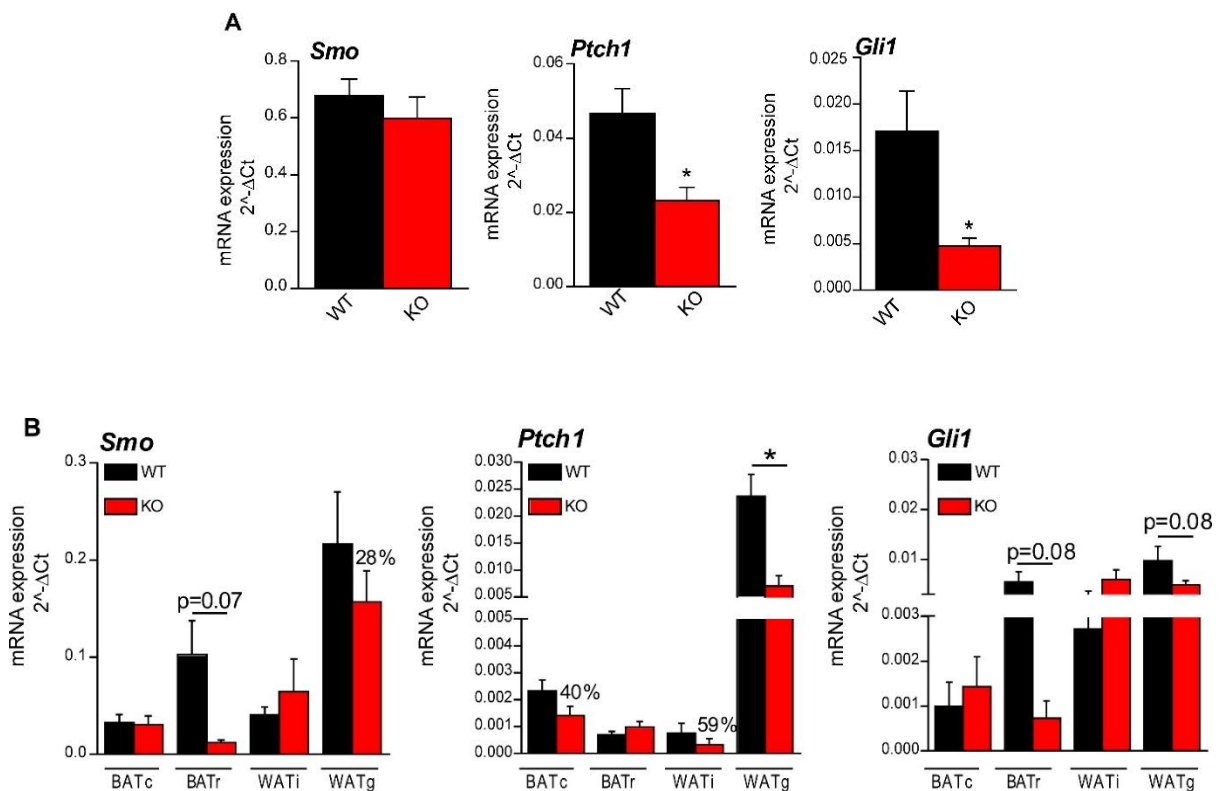 A
Smo
mRNA expression
2^-ΔCt
0.8
0.6
0.4
0.2
0.0
WT
KO
Ptch1
mRNA expression
2^-ΔCt
0.06
0.04
0.02
0.00
*
WT
KO
Gli1
mRNA expression
2^-ΔCt
0.025
0.020
0.015
0.010
0.005
0.000
*
WT
KO
B
Smo
mRNA expression
2^-ΔCt
0.3
0.2
0.1
0.0
WT
KO
p=0.07
28%
BATc
BATr
WATi
WATg
Ptch1
mRNA expression
2^-ΔCt
0.030
0.025
0.020
0.015
0.010
0.005
0.004
0.003
0.002
0.001
0.000
WT
KO
*
40%
59%
BATc
BATr
WATi
WATg
Gli1
mRNA expression
2^-ΔCt
0.03
0.02
0.01
0.003
0.002
0.001
0.000
WT
KO
p=0.08
p=0.08
BATc
BATr
WATi
WATg